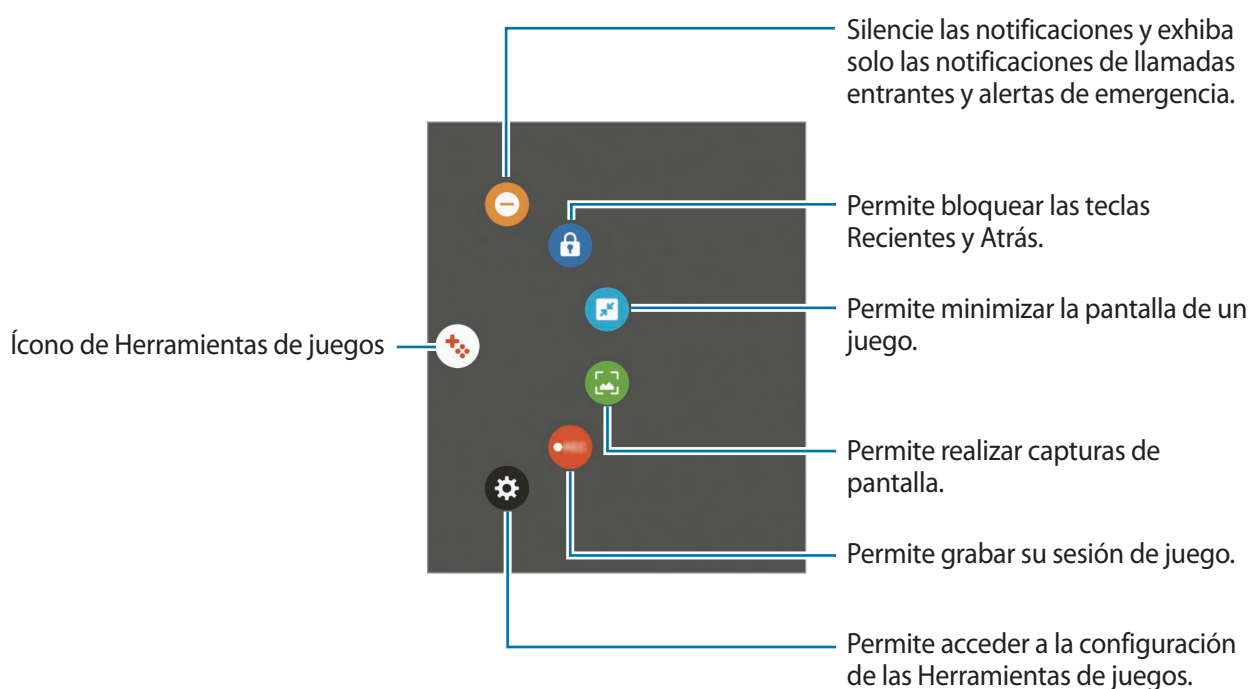 Silencie las notificaciones y exhiba
solo las notificaciones de llamadas
entrantes y alertas de emergencia.
Permite bloquear las teclas
Recientes y Atrás.
Permite minimizar la pantalla de un
juego.
Ícono de Herramientas de juegos
Permite realizar capturas de
pantalla.
Permite grabar su sesión de juego.
Permite acceder a la configuración
de las Herramientas de juegos.